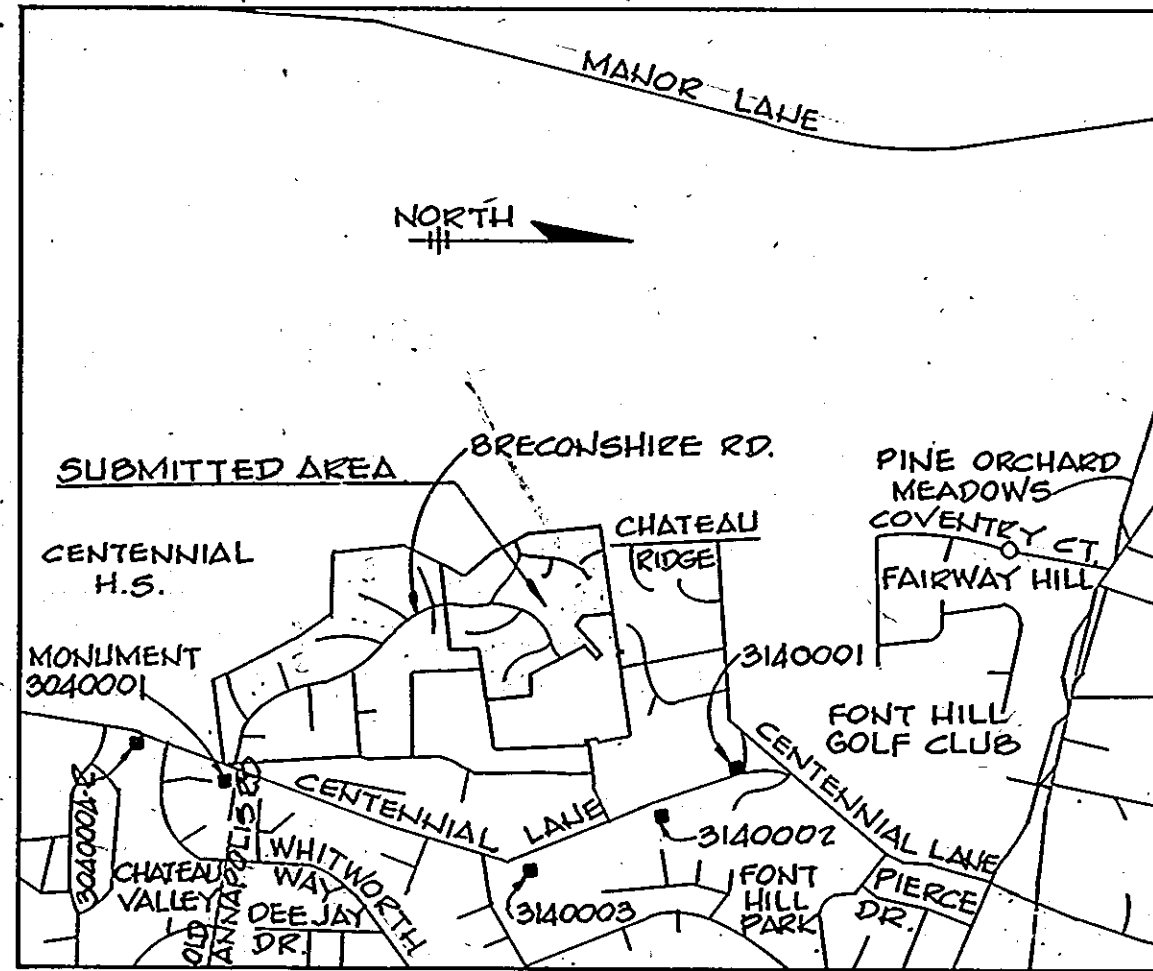 MANOR LANE
NORTH
BRECONSHIRE RD.
SUBMITTED AREA
PINE ORCHARD
MEADOWS
COVENTRY CT.
CHATEAU
RIDGE
FAIRWAY HILL
CENTENNIAL
H.S.
MONUMENT
3040001
3140001
FONT HILL
GOLF CLUB
CENTENNIAL LANE
CENTENNIAL LANE
3140002
CHATEAU
VALLEY
OLD
ANNAPOLIS RD
WHITWORTH
WAY
DEEJAY
DR.
3140003
FONT
HILL
PARK
PIERCE
DR.